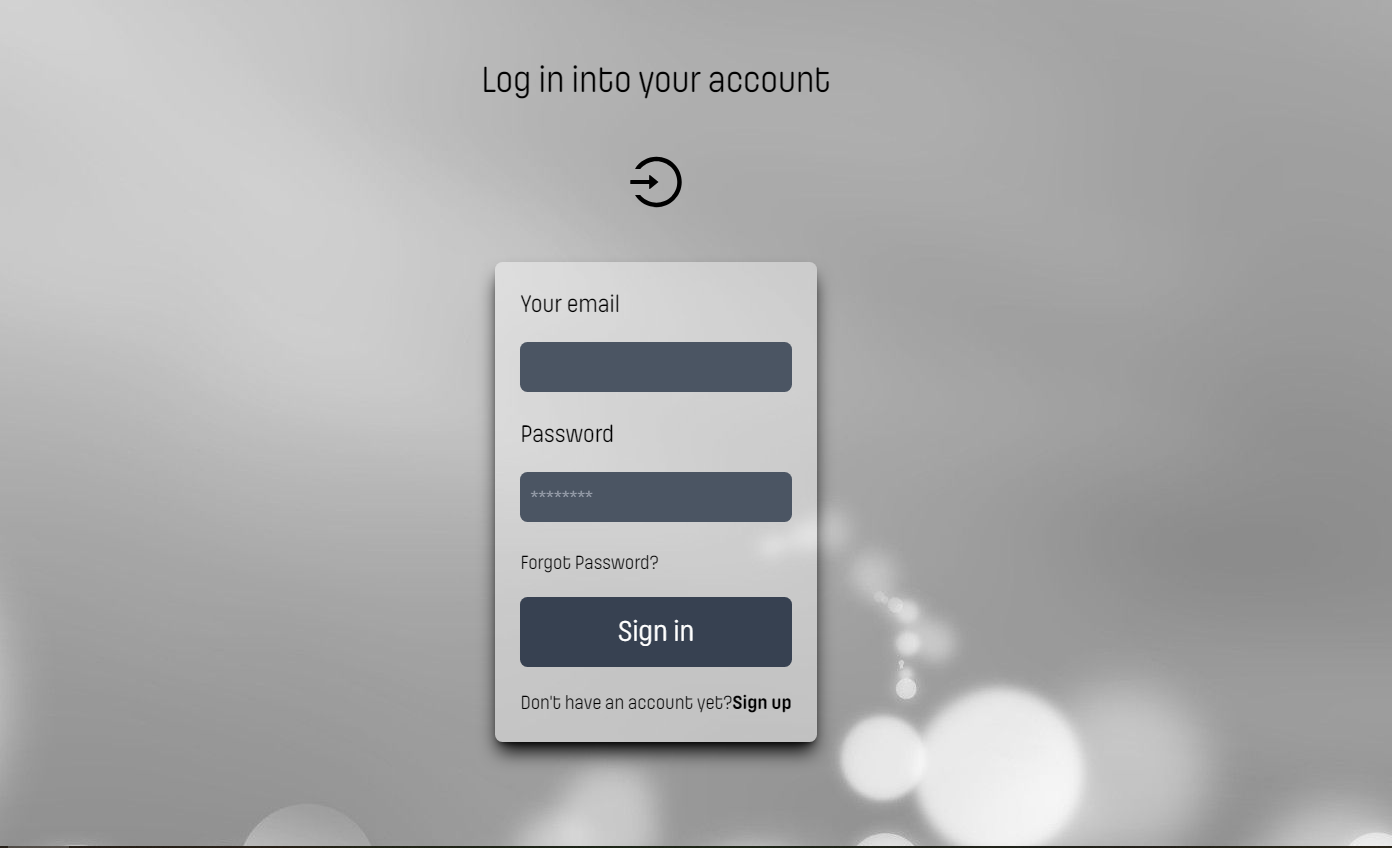 Log in into your account
Your email
Password
********
Forgot Password?
Sign in
Don't have an account yet?Sign up